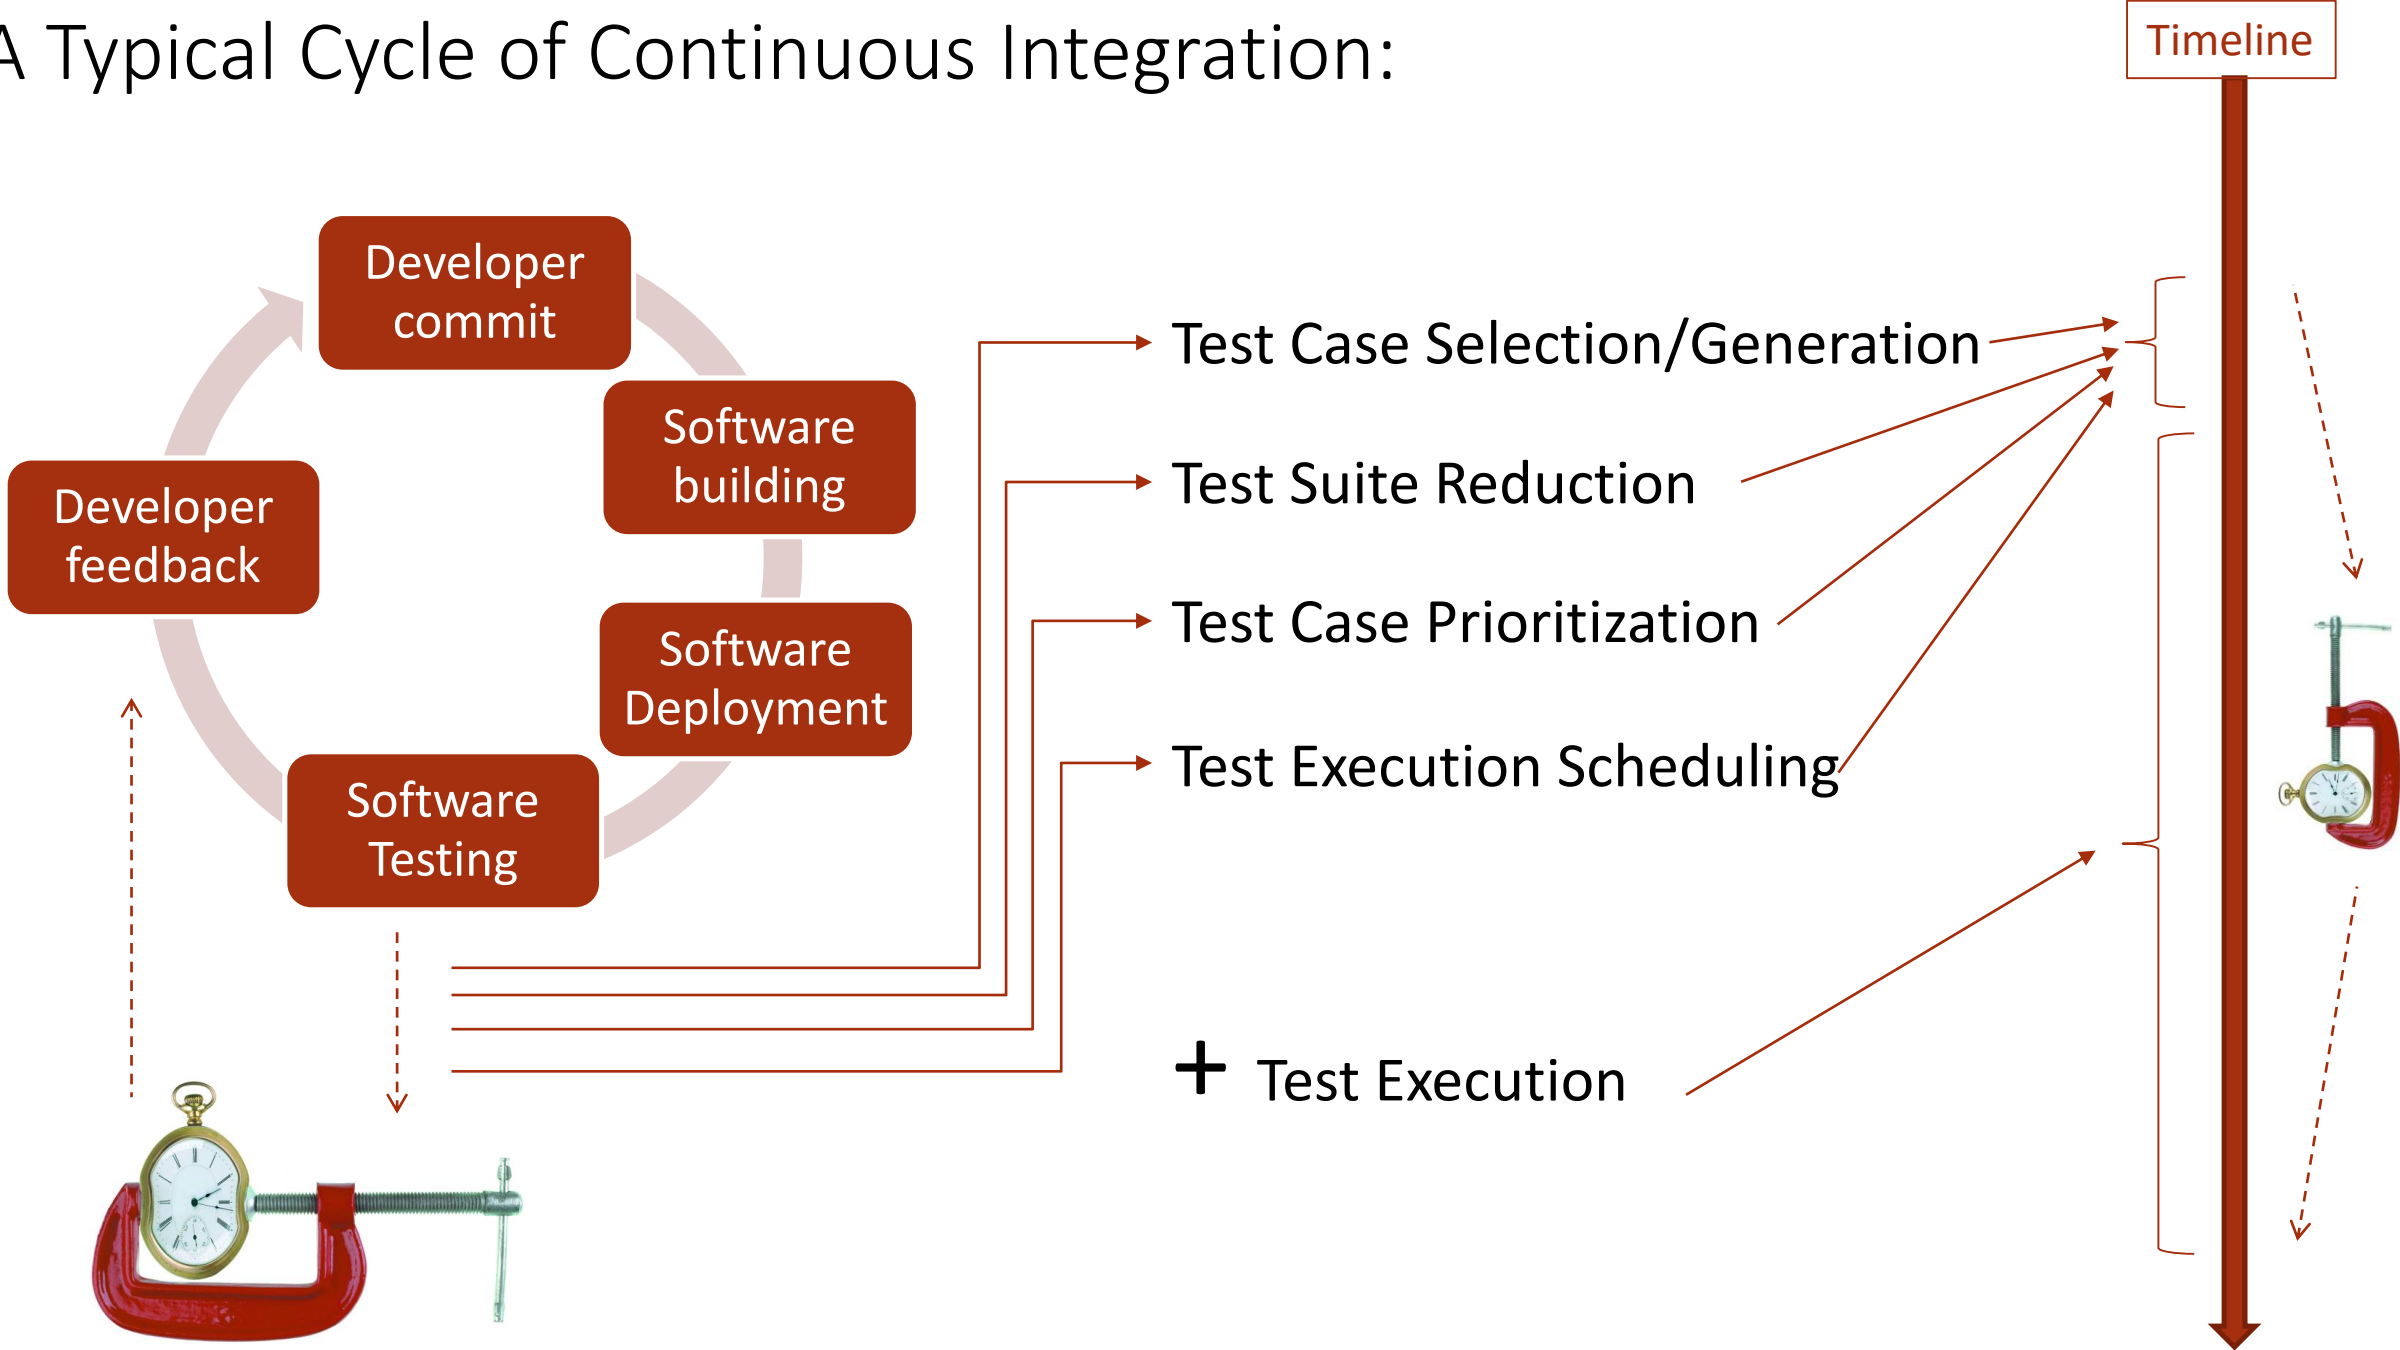 A Typical Cycle of Continuous Integration:
Timeline
Developer
commit
Software
building
Software
Deployment
Software
Testing
Developer
feedback
Test Case Selection/Generation
Test Suite Reduction
Test Case Prioritization
Test Execution Scheduling
+ Test Execution